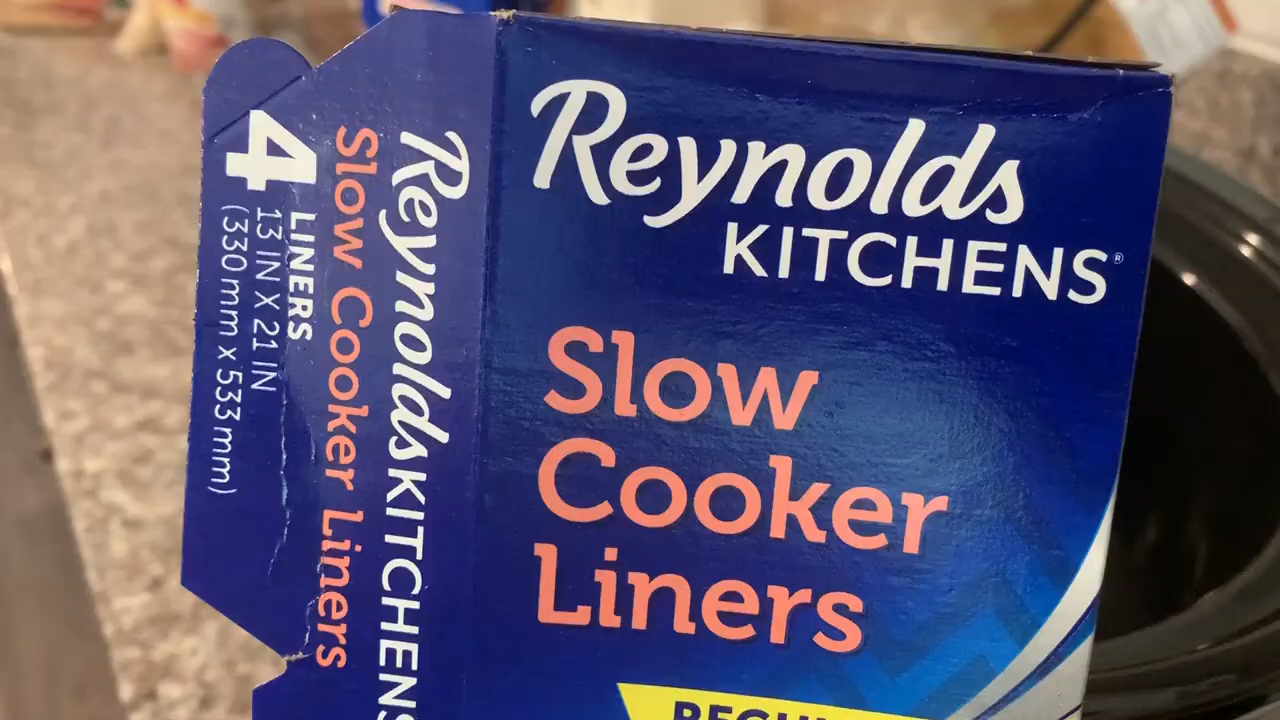 Reynolds
KITCHENS®
Slow
Cooker
Liners
Reynolds KITCHENS
Slow Cooker Liners
4 LINERS
13 IN X 21 IN
(330 mm x 533 mm)